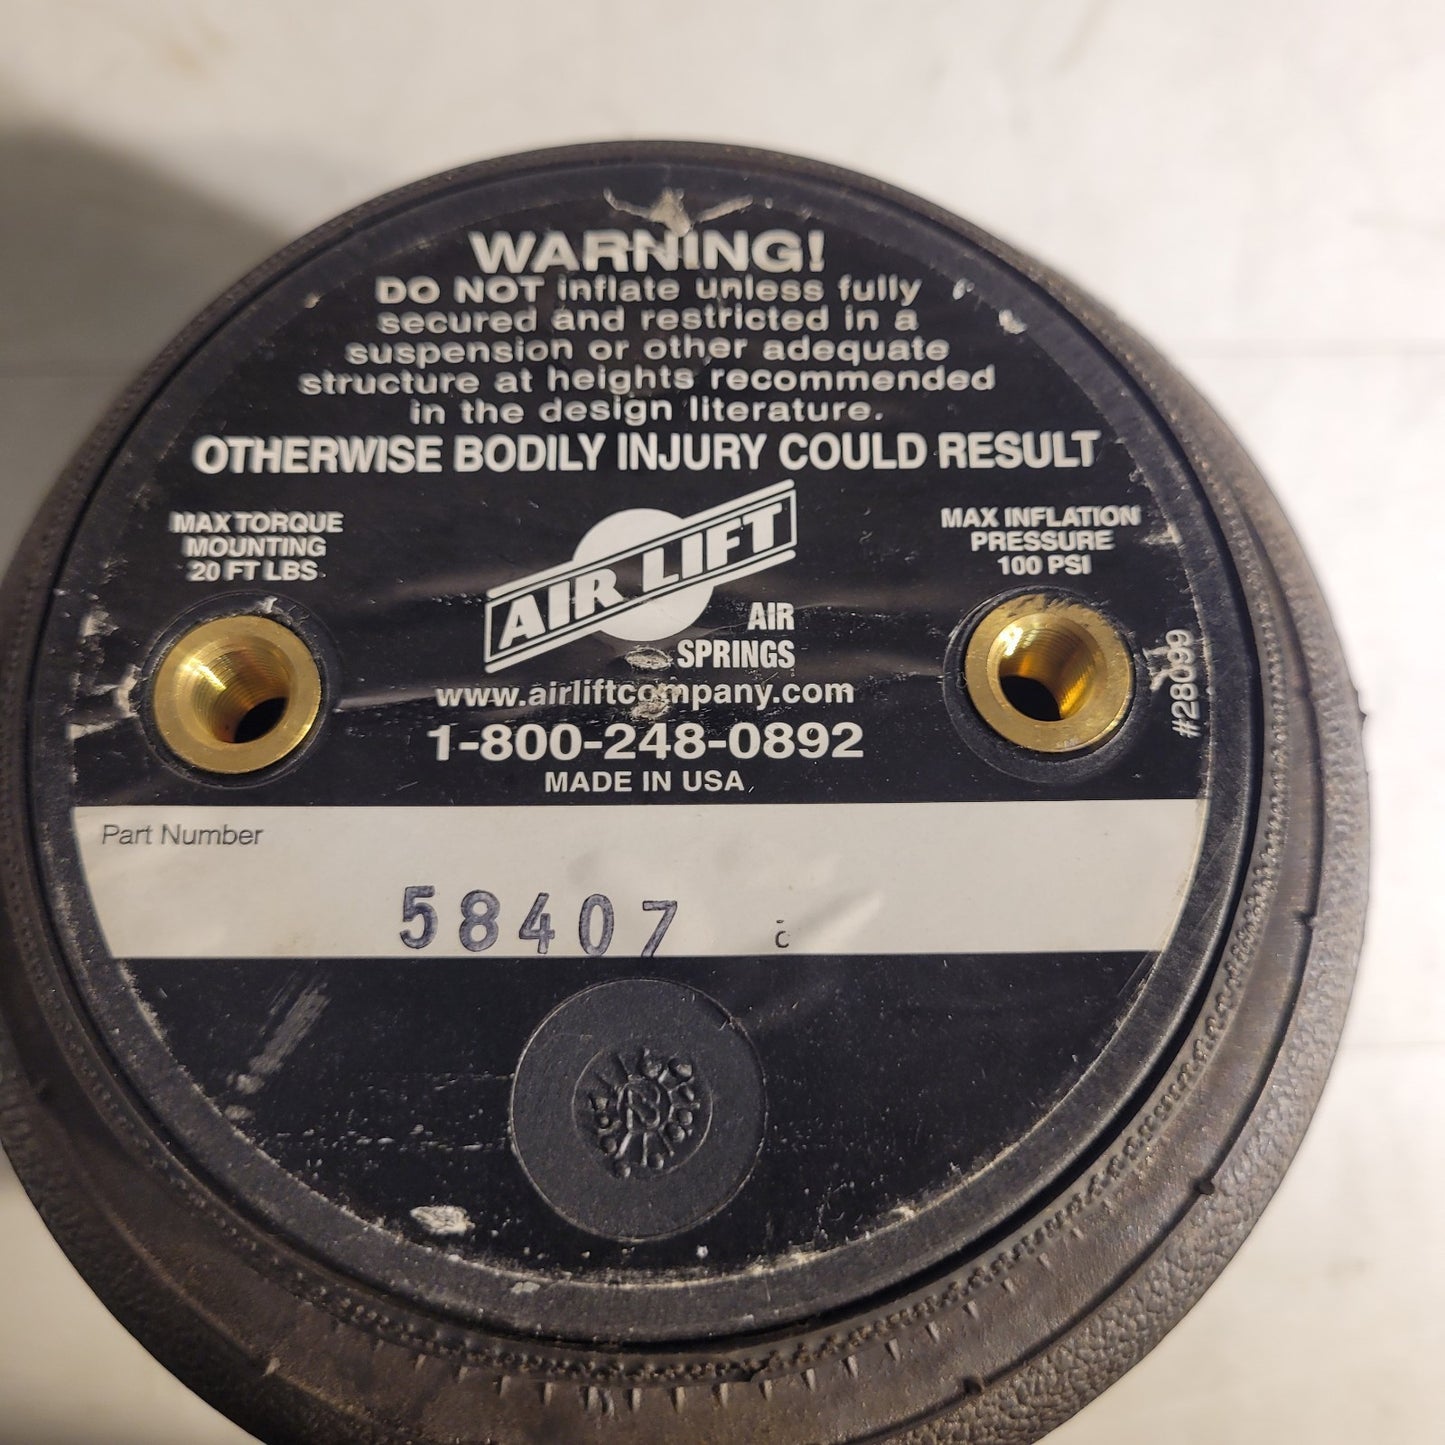 WARNING!
DO NOT inflate unless fully
secured and restricted in a
suspension or other adequate
structure at heights recommended
in the design literature.
OTHERWISE BODILY INJURY COULD RESULT
MAX TORQUE
MOUNTING
20 FT LBS
AIR LIFT
AIR
SPRINGS
MAX INFLATION
PRESSURE
100 PSI
www.airliftcompany.com
1-800-248-0892
MADE IN USA
#28099
Part Number
58407